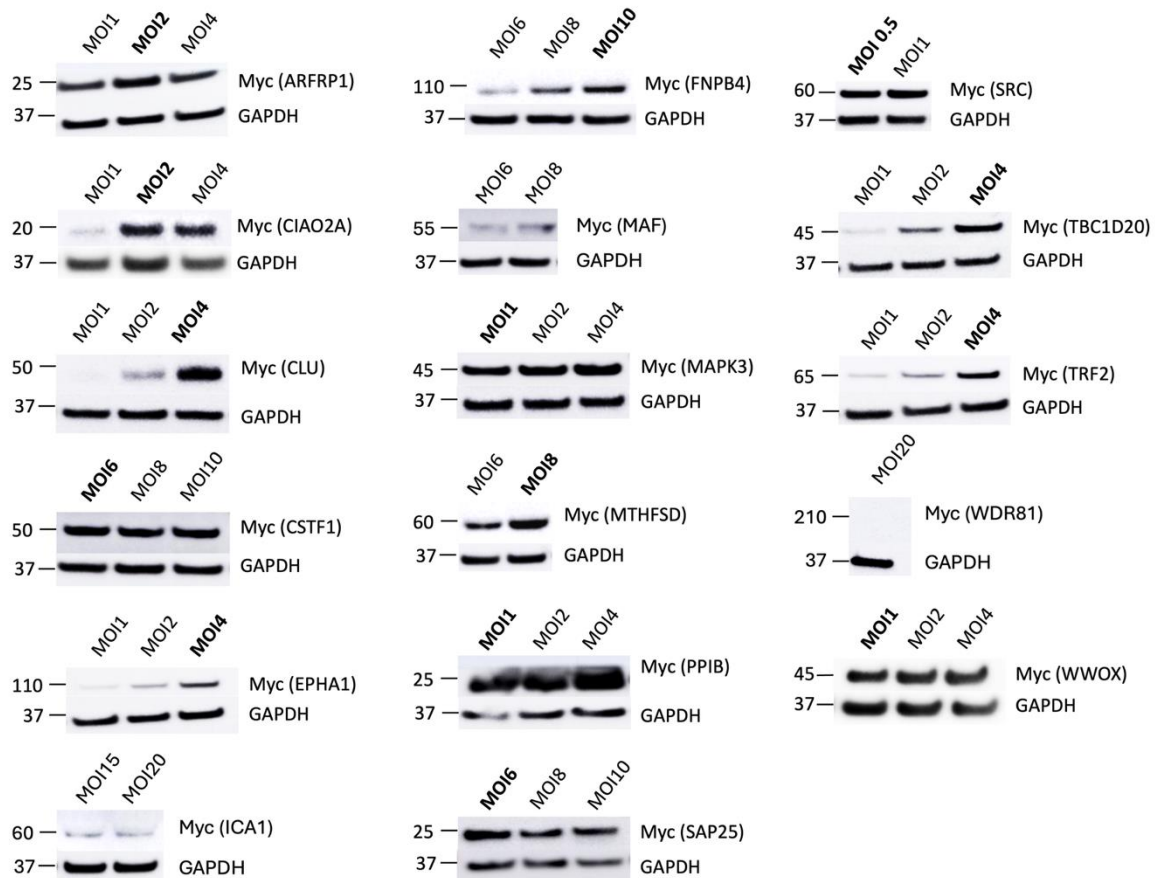 MOI1 MOI2 MOI4
25 Myc (ARFRP1)
37 GAPDH
MOI6 MOI8 MOI10
110 Myc (FNPB4)
37 GAPDH
MOI 0.5 MOI1
60 Myc (SRC)
37 GAPDH
MOI1 MOI2 MOI4
20 Myc (CIAO2A)
37 GAPDH
MOI6 MOI8
55 Myc (MAF)
37 GAPDH
MOI1 MOI2 MOI4
45 Myc (TBC1D20)
37 GAPDH
MOI1 MOI2 MOI4
50 Myc (CLU)
37 GAPDH
MOI1 MOI2 MOI4
45 Myc (MAPK3)
37 GAPDH
MOI1 MOI2 MOI4
65 Myc (TRF2)
37 GAPDH
MOI6 MOI8 MOI10
50 Myc (CSTF1)
37 GAPDH
MOI6 MOI8
60 Myc (MTHFSD)
37 GAPDH
MOI20
210 Myc (WDR81)
37 GAPDH
MOI1 MOI2 MOI4
110 Myc (EPHA1)
37 GAPDH
MOI1 MOI2 MOI4
25 Myc (PPIB)
37 GAPDH
MOI1 MOI2 MOI4
45 Myc (WWOX)
37 GAPDH
MOI15 MOI20
60 Myc (ICA1)
37 GAPDH
MOI6 MOI8 MOI10
25 Myc (SAP25)
37 GAPDH